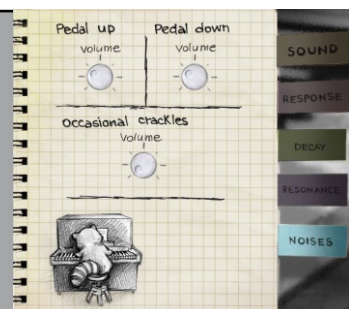 Pedal up
Pedal down
Volume
Volume
Occasional crackles
Volume
SOUND
RESPONSE
DECAY
RESONANCE
NOISES